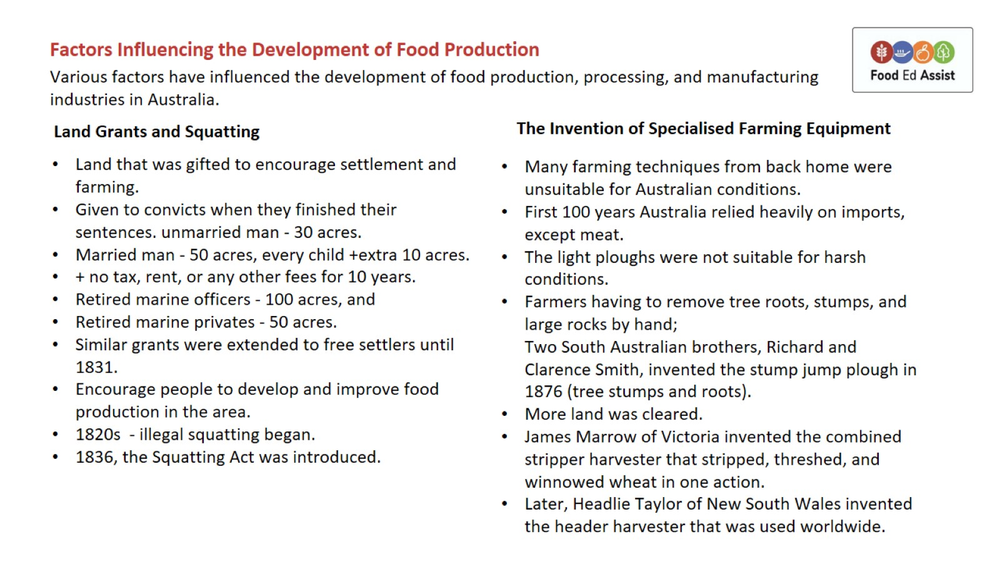 Factors Influencing the Development of Food Production
Various factors have influenced the development of food production, processing, and manufacturing
industries in Australia.
Food Ed Assist
Land Grants and Squatting
• Land that was gifted to encourage settlement and
farming.
• Given to convicts when they finished their
sentences. unmarried man - 30 acres.
• Married man - 50 acres, every child +extra 10 acres.
• + no tax, rent, or any other fees for 10 years.
• Retired marine officers - 100 acres, and
• Retired marine privates - 50 acres.
• Similar grants were extended to free settlers until
1831.
• Encourage people to develop and improve food
production in the area.
• 1820s  - illegal squatting began.
• 1836, the Squatting Act was introduced.
The Invention of Specialised Farming Equipment
• Many farming techniques from back home were
unsuitable for Australian conditions.
• First 100 years Australia relied heavily on imports,
except meat.
• The light ploughs were not suitable for harsh
conditions.
• Farmers having to remove tree roots, stumps, and
large rocks by hand;
Two South Australian brothers, Richard and
Clarence Smith, invented the stump jump plough in
1876 (tree stumps and roots).
• More land was cleared.
• James Marrow of Victoria invented the combined
stripper harvester that stripped, threshed, and
winnowed wheat in one action.
• Later, Headlie Taylor of New South Wales invented
the header harvester that was used worldwide.